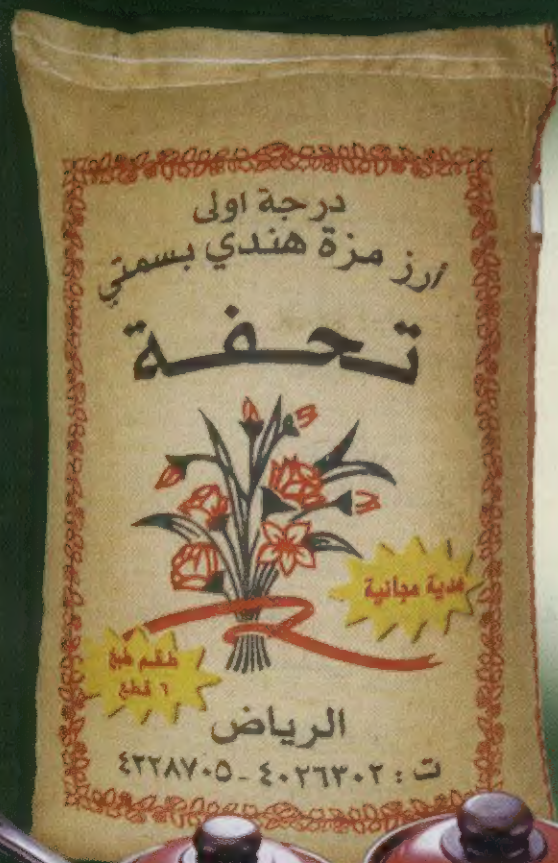 درجة اولى
أرز مزة هندي بسمتي
تحفة
هدية مجانية
طقم طبخ
٦ قطع
الرياض
ت : ٤٠٢٦٣٠٢ - ٤٢٢٨٧٠٥